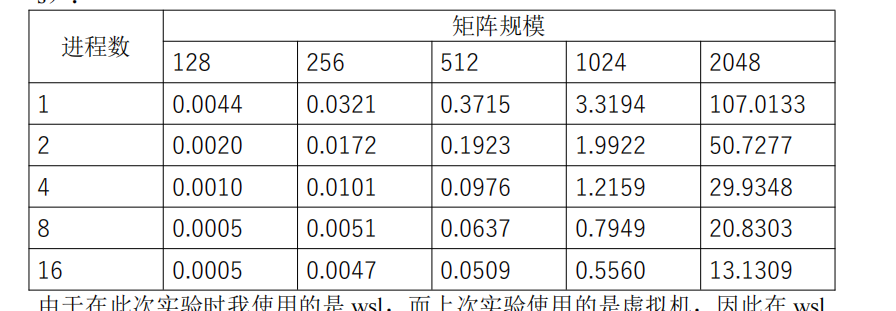 s）：
进程数 矩阵规模
128 256 512 1024 2048
1 0.0044 0.0321 0.3715 3.3194 107.0133
2 0.0020 0.0172 0.1923 1.9922 50.7277
4 0.0010 0.0101 0.0976 1.2159 29.9348
8 0.0005 0.0051 0.0637 0.7949 20.8303
16 0.0005 0.0047 0.0509 0.5560 13.1309
由于在此次实验时我使用的是 wsl，而上次实验使用的是虚拟机，因此在 wsl